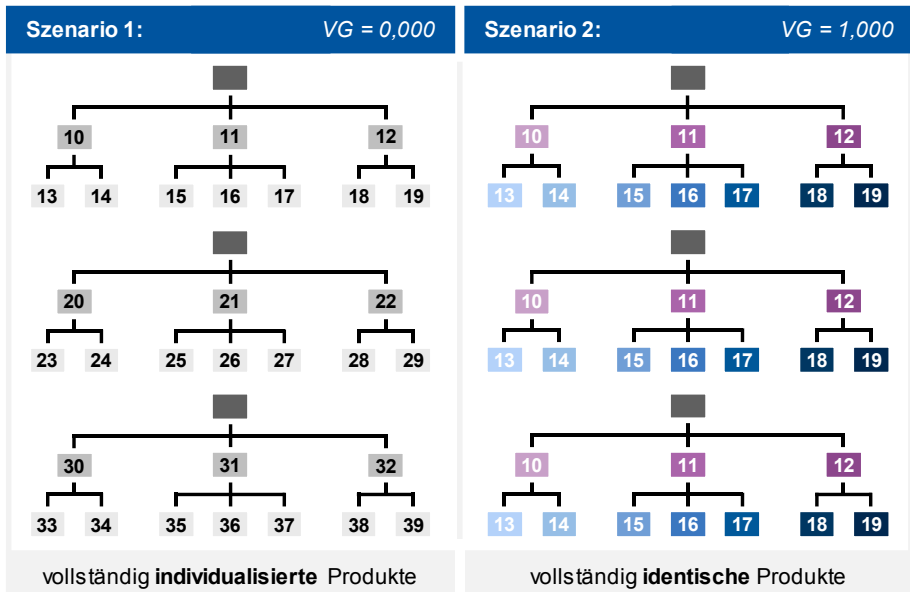 Szenario 1: VG = 0,000
10 11 12
13 14 15 16 17 18 19
20 21 22
23 24 25 26 27 28 29
30 31 32
33 34 35 36 37 38 39
vollständig individualisierte Produkte
Szenario 2: VG = 1,000
10 11 12
13 14 15 16 17 18 19
10 11 12
13 14 15 16 17 18 19
10 11 12
13 14 15 16 17 18 19
vollständig identische Produkte